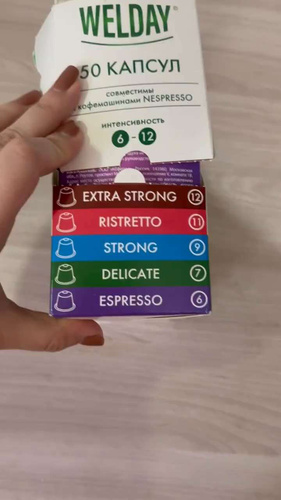 WELDAY®
50 КАПСУЛ
совместимы
кофемашинами NESPRESSO
интенсивность
6 - 12
EXTRA STRONG 12
RISTRETTO 11
STRONG 9
DELICATE 7
ESPRESSO 6